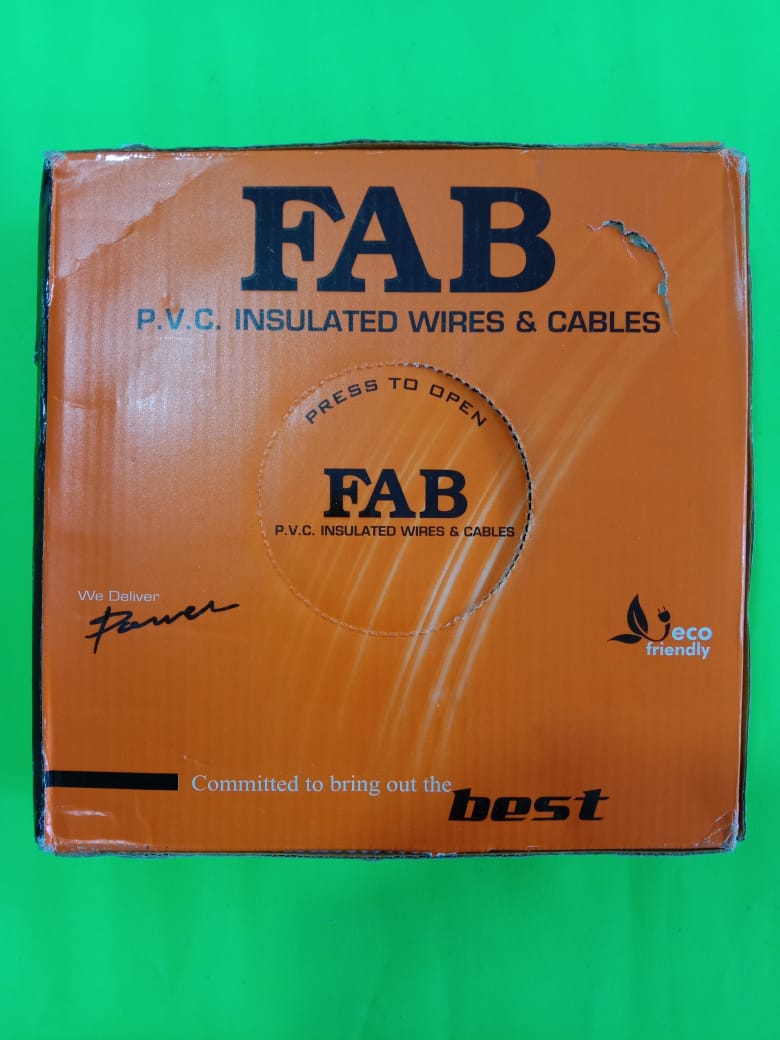 FAB
P.V.C. INSULATED WIRES & CABLES
PRESS TO OPEN
FAB
P.V.C. INSULATED WIRES & CABLES
We Deliver
Power
eco
friendly
Committed to bring out the best